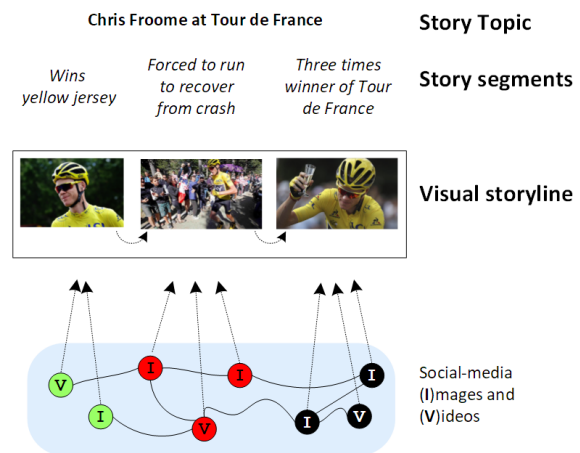 Chris Froome at Tour de France
Story Topic
Wins
yellow jersey
Forced to run
to recover
from crash
Three times
winner of Tour
de France
Story segments
Visual storyline
V
I
I
V
I
I
V
I
Social-media
(I)mages and
(V)ideos